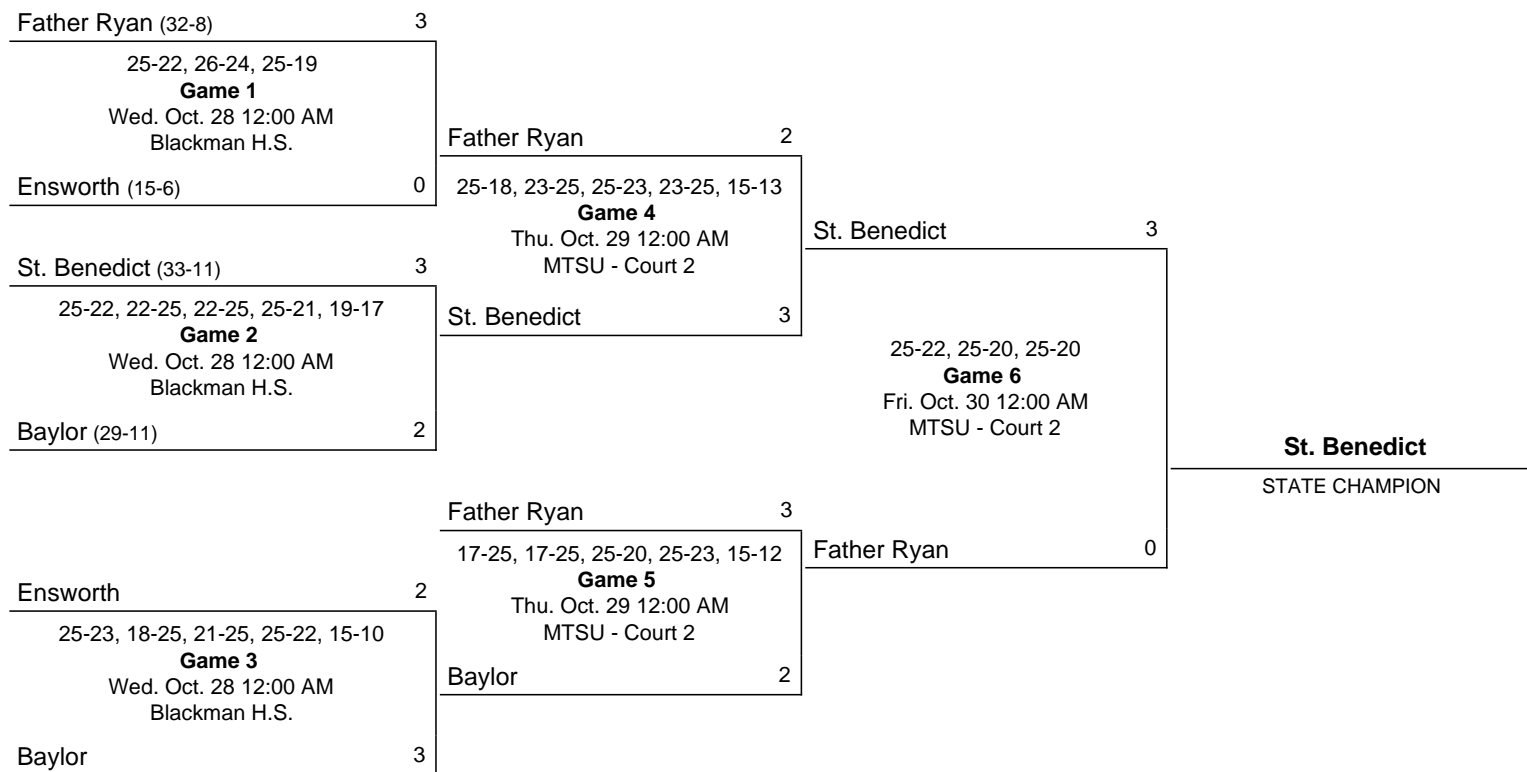 Father Ryan (32-8) 3
25-22, 26-24, 25-19
Game 1
Wed. Oct. 28 12:00 AM
Blackman H.S.
Ensworth (15-6) 0
St. Benedict (33-11) 3
25-22, 22-25, 22-25, 25-21, 19-17
Game 2
Wed. Oct. 28 12:00 AM
Blackman H.S.
Baylor (29-11) 2
Ensworth 2
25-23, 18-25, 21-25, 25-22, 15-10
Game 3
Wed. Oct. 28 12:00 AM
Blackman H.S.
Baylor 3
Father Ryan 2
25-18, 23-25, 25-23, 23-25, 15-13
Game 4
Thu. Oct. 29 12:00 AM
MTSU - Court 2
St. Benedict 3
Father Ryan 3
17-25, 17-25, 25-20, 25-23, 15-12
Game 5
Thu. Oct. 29 12:00 AM
MTSU - Court 2
Baylor 2
St. Benedict 3
25-22, 25-20, 25-20
Game 6
Fri. Oct. 30 12:00 AM
MTSU - Court 2
Father Ryan 0
St. Benedict
STATE CHAMPION